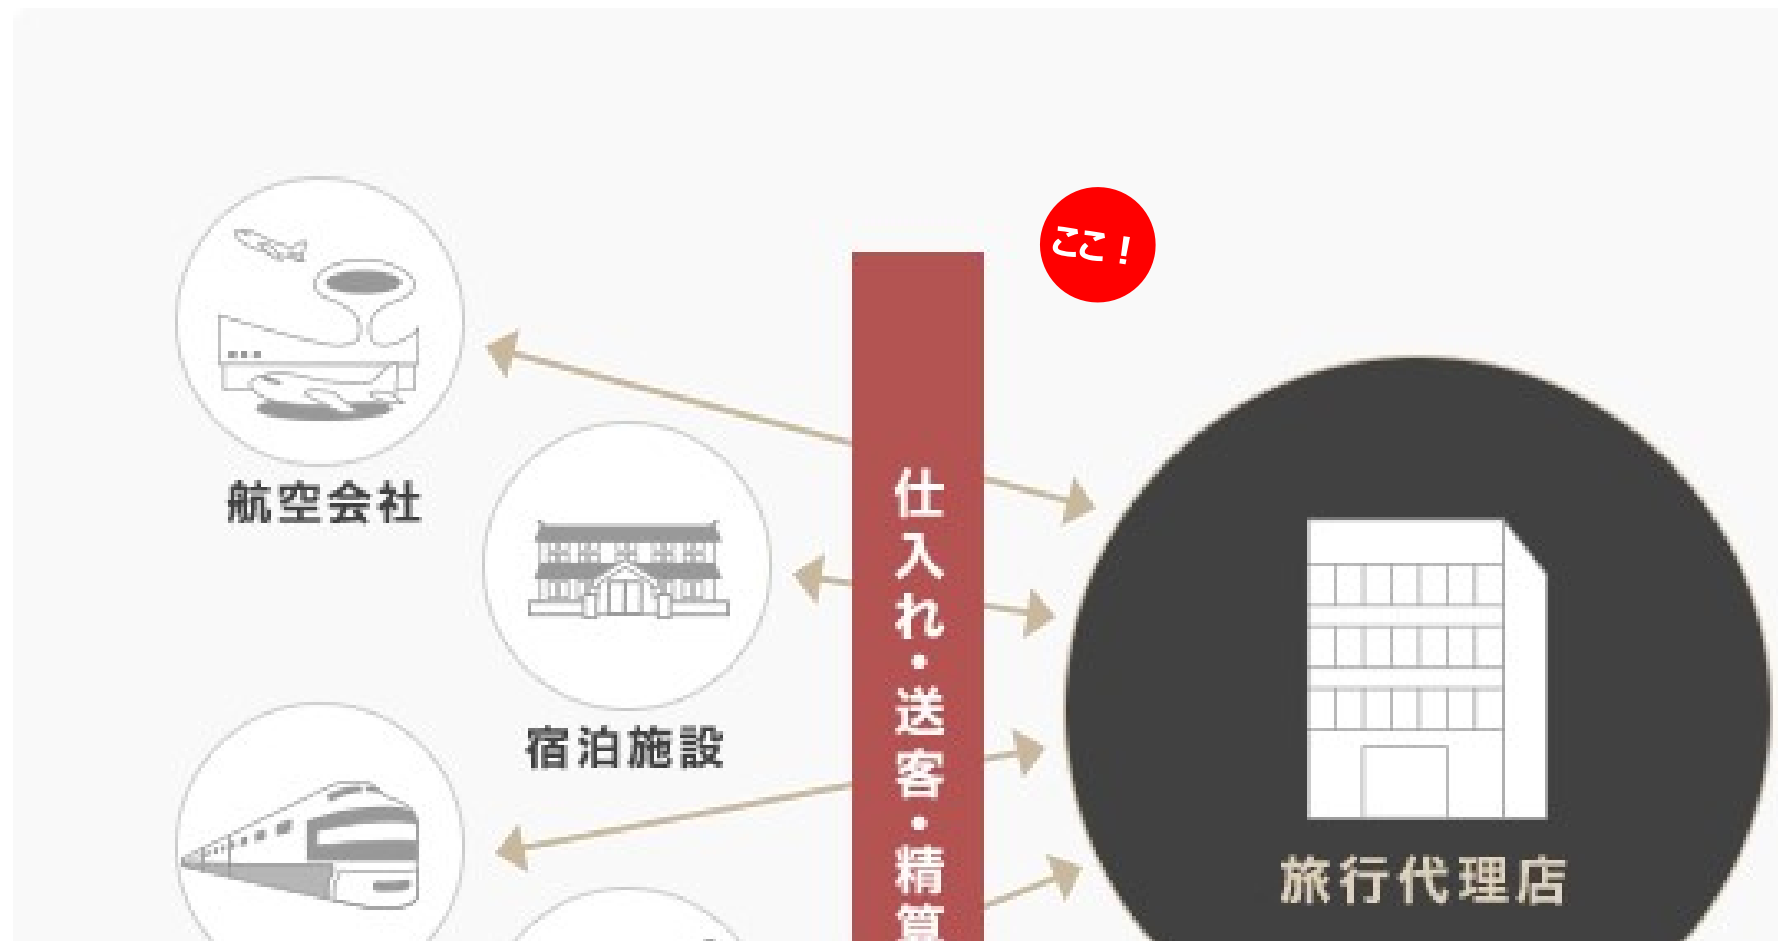 ここ！
航空会社
仕入れ・送客・精算
宿泊施設
旅行代理店